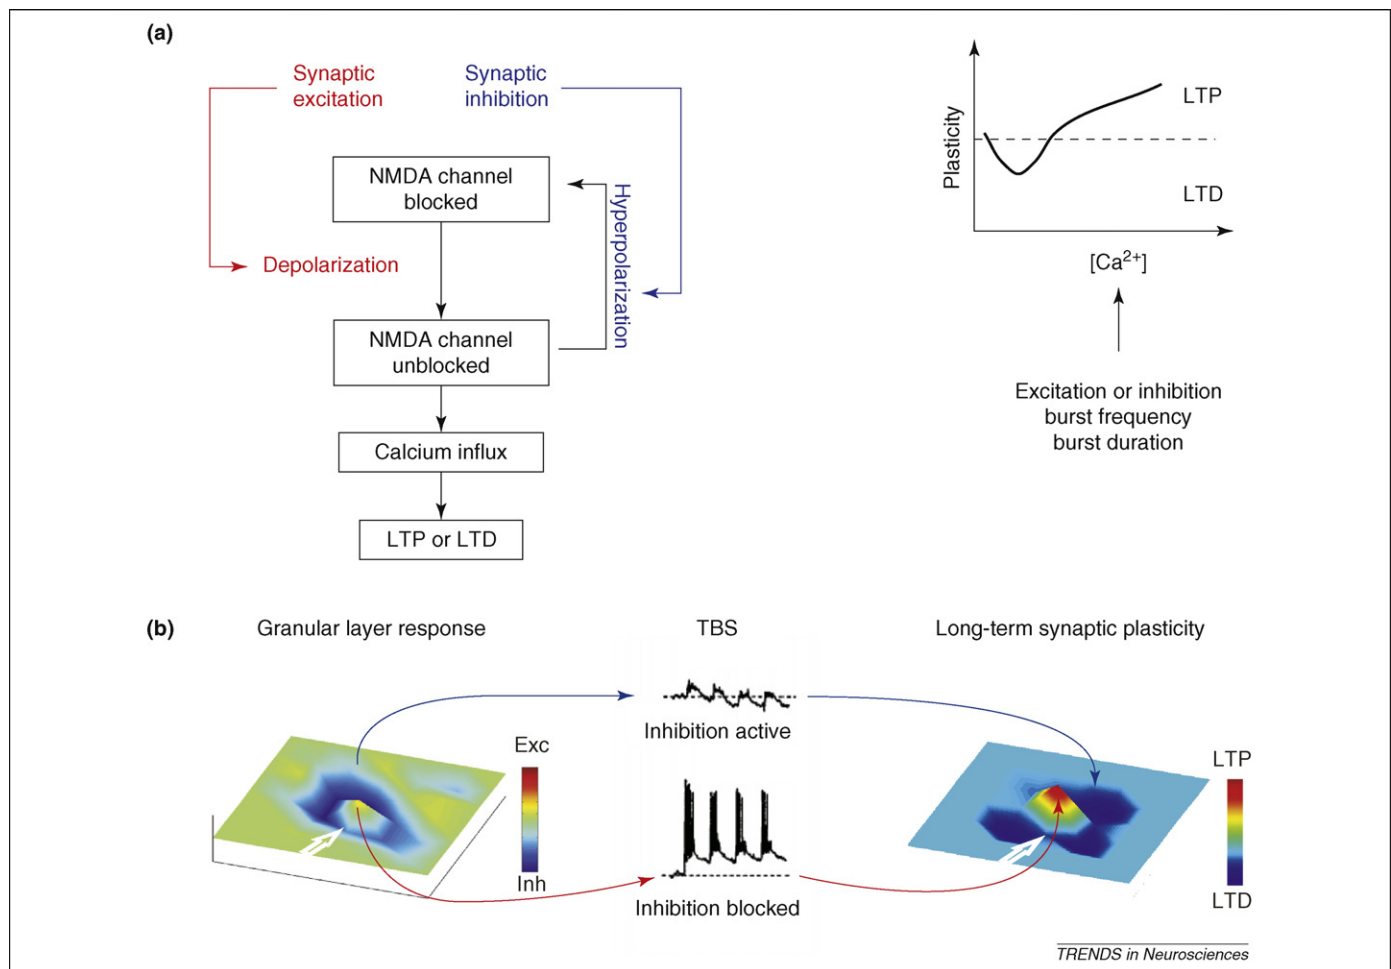 (a)
Synaptic
excitation
Synaptic
inhibition
NMDA channel
blocked
Depolarization
Hyperpolarization
NMDA channel
unblocked
Calcium influx
LTP or LTD
Plasticity
LTP
LTD
[Ca²⁺]
Excitation or inhibition
burst frequency
burst duration
(b)
Granular layer response
TBS
Long-term synaptic plasticity
Inhibition active
Exc
Inh
Inhibition blocked
LTP
LTD
TRENDS in Neurosciences